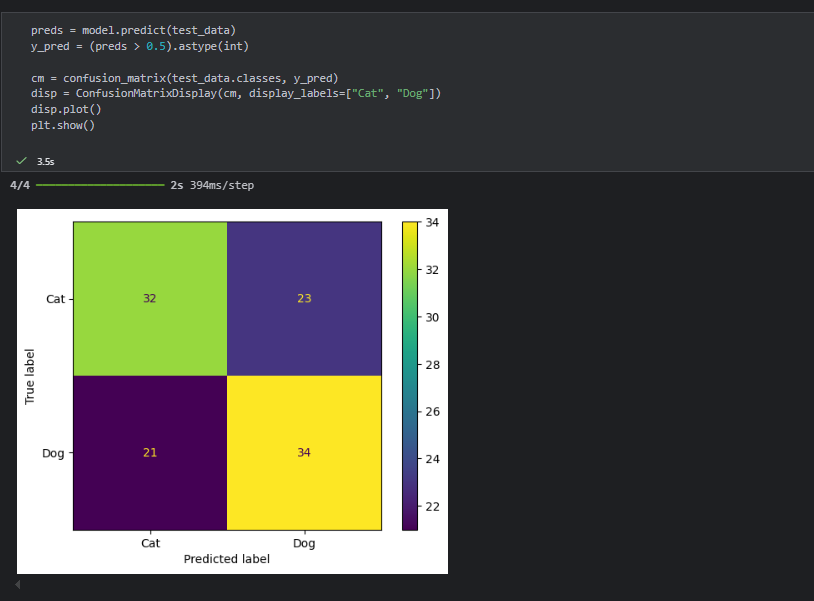 preds = model.predict(test_data)
y_pred = (preds > 0.5).astype(int)
cm = confusion_matrix(test_data.classes, y_pred)
disp = ConfusionMatrixDisplay(cm, display_labels=["Cat", "Dog"])
disp.plot()
plt.show()
3.5s
4/4 2s 394ms/step
34
32
30
28
26
24
22
Cat
32
23
True label
Dog
21
34
Cat
Dog
Predicted label